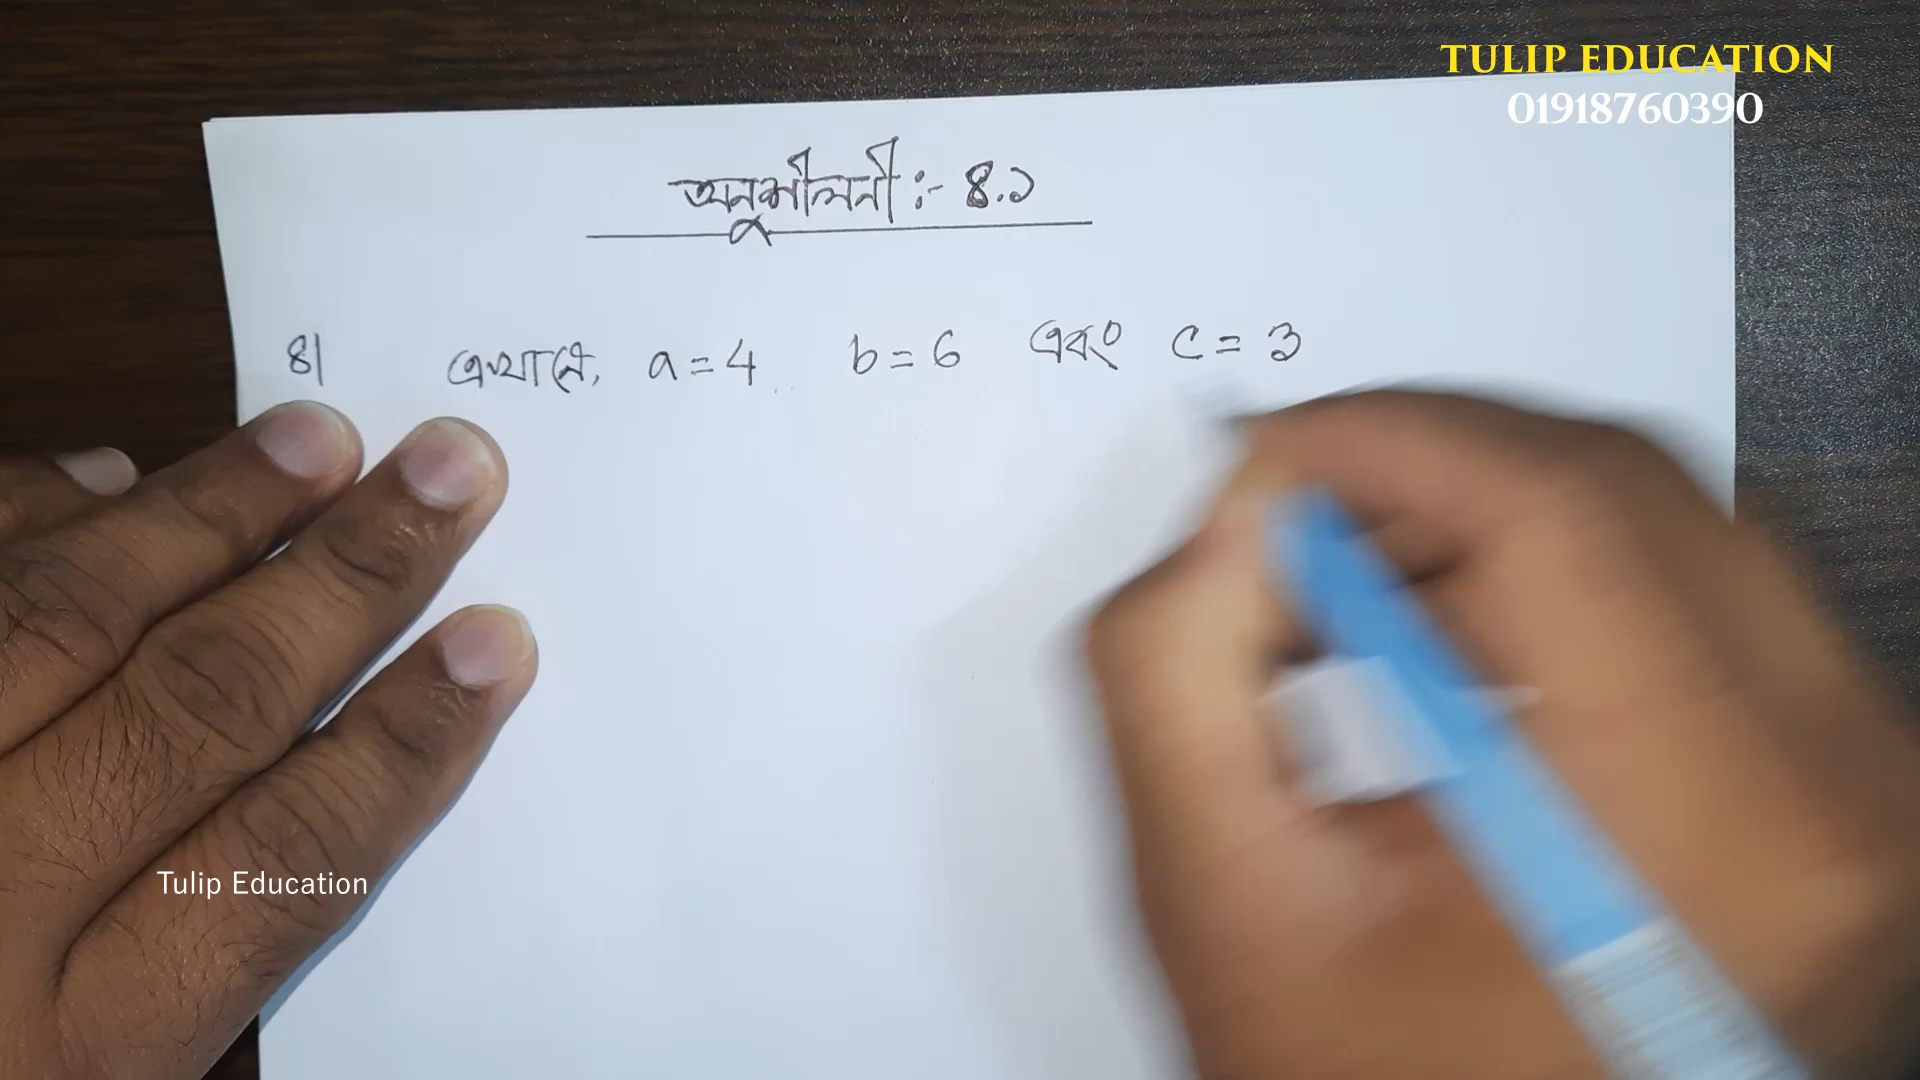 TULIP EDUCATION
01918760390
অনুশীলনী :- ৪.১
৪। এখানে, a = 4 b = 6 এবং c = 3
Tulip Education